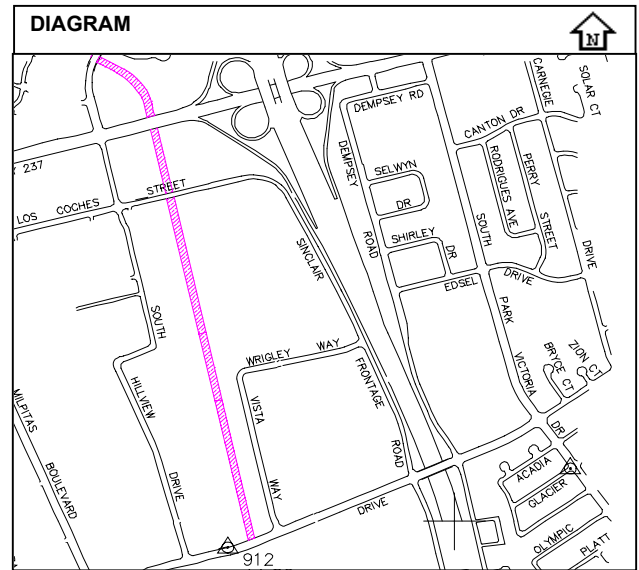 DIAGRAM
N
CARNEGIE
SOLAR CT
DEMPSEY RD
CANTON DR
DEMPSEY
ROAD
RODRIGUES AVE
PERRY
STREET
237
SELWYN
DR
LOS COCHES STREET
SINCLAIR
SHIRLEY
DR
SOUTH
PARK
VICTORIA
DR
EDSEL
DRIVE
DRIVE
SOUTH
HILLVIEW
DRIVE
WRIGLEY WAY
FRONTAGE
ROAD
VISTA
WAY
BRYCE CT
ZION CT
MILPITAS
BOULEVARD
DRIVE
ACADIA
GLACIER
OLYMPIC
PLATT
912